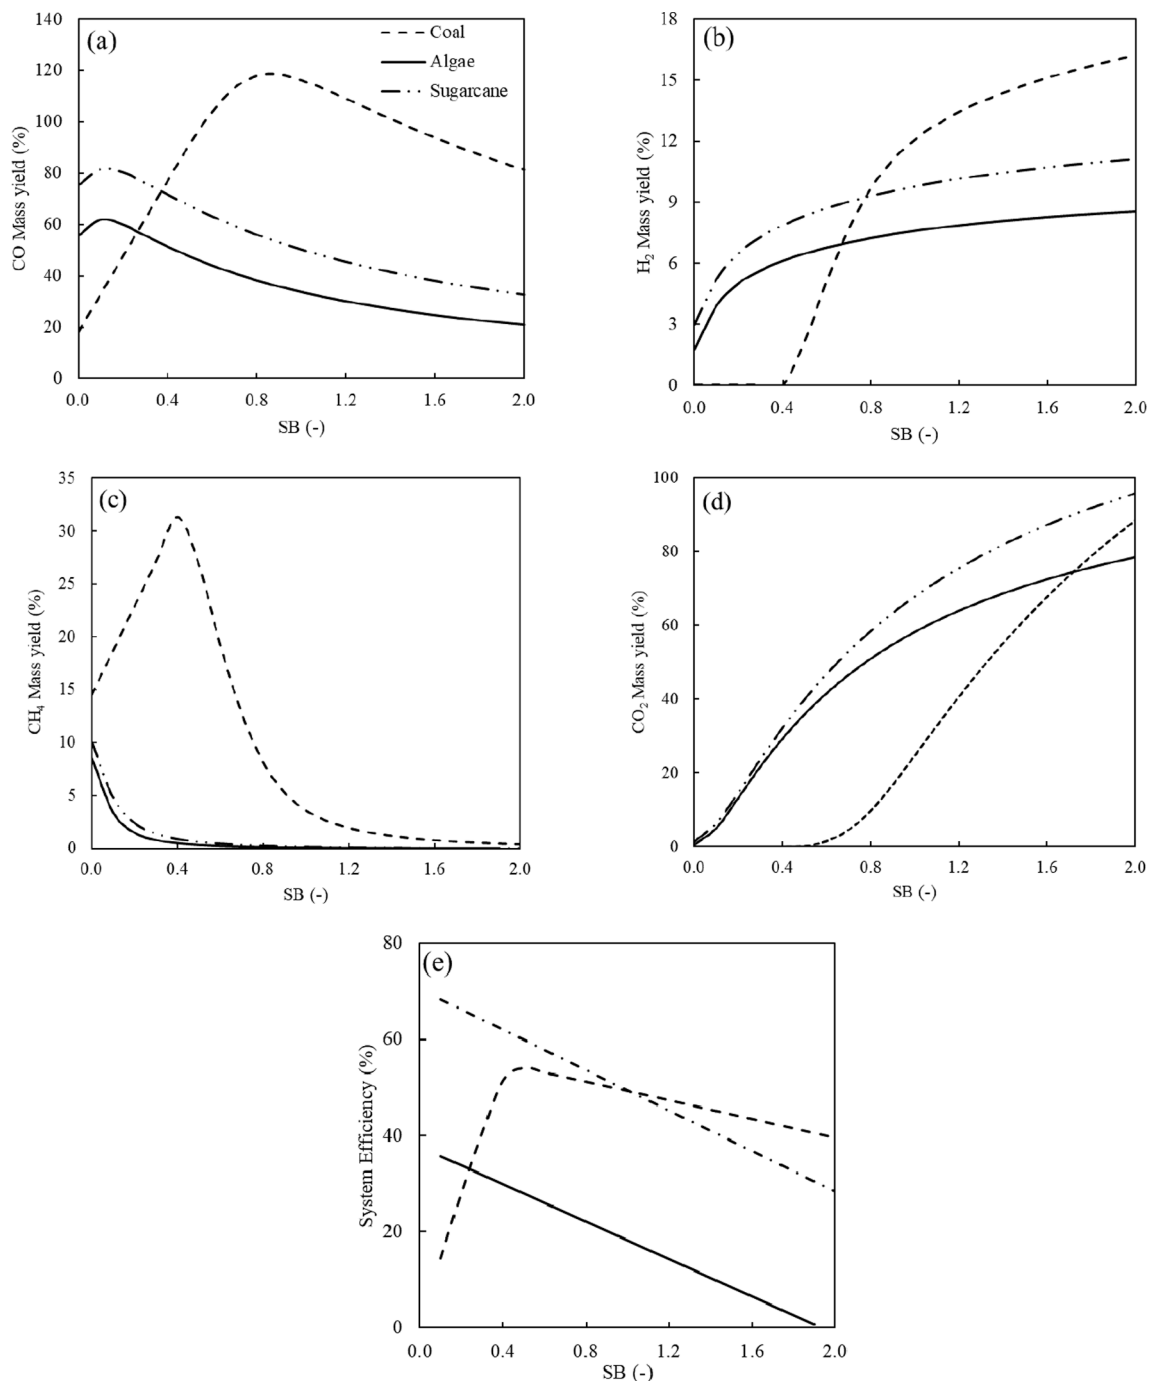 (a)
Coal
Algae
Sugarcane
140
120
100
80
60
40
20
0
CO Mass yield (%)
0.0 0.4 0.8 1.2 1.6 2.0
SB (-)
(b)
18
15
12
9
6
3
0
H₂ Mass yield (%)
0.0 0.4 0.8 1.2 1.6 2.0
SB (-)
(c)
35
30
25
20
15
10
5
0
CH₄ Mass yield (%)
0.0 0.4 0.8 1.2 1.6 2.0
SB (-)
(d)
100
80
60
40
20
0
CO₂ Mass yield (%)
0.0 0.4 0.8 1.2 1.6 2.0
SB (-)
(e)
80
60
40
20
0
System Efficiency (%)
0.0 0.4 0.8 1.2 1.6 2.0
SB (-)